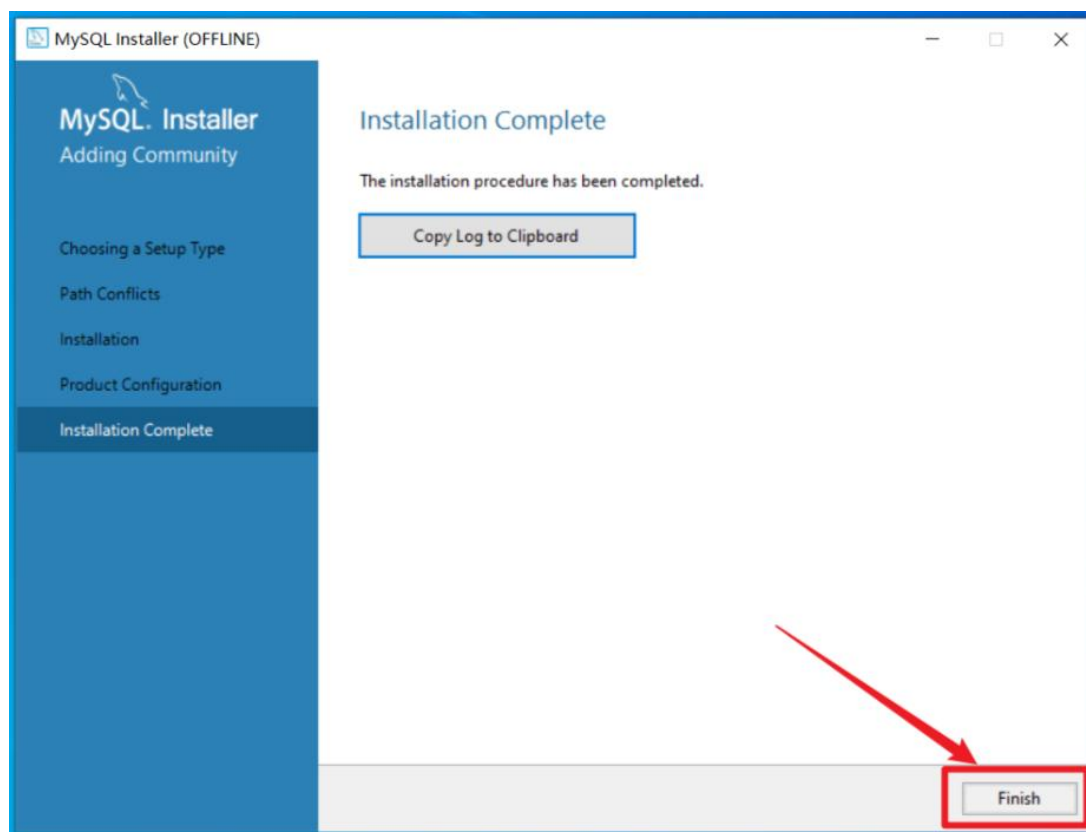 MySQL Installer (OFFLINE)
MySQL. Installer
Adding Community
Choosing a Setup Type
Path Conflicts
Installation
Product Configuration
Installation Complete
Installation Complete
The installation procedure has been completed.
Copy Log to Clipboard
Finish